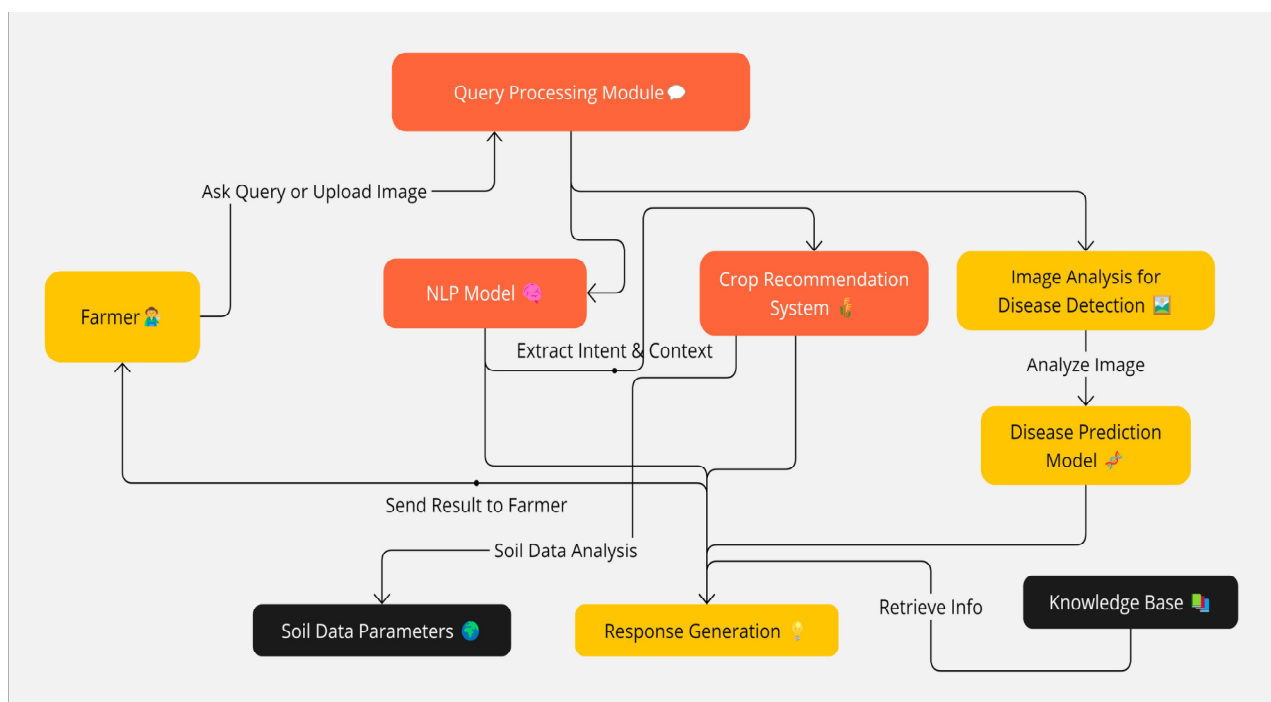 Query Processing Module
Ask Query or Upload Image
Farmer
NLP Model
Crop Recommendation
System
Image Analysis for
Disease Detection
Extract Intent & Context
Analyze Image
Disease Prediction
Model
Send Result to Farmer
Soil Data Analysis
Retrieve Info
Knowledge Base
Soil Data Parameters
Response Generation